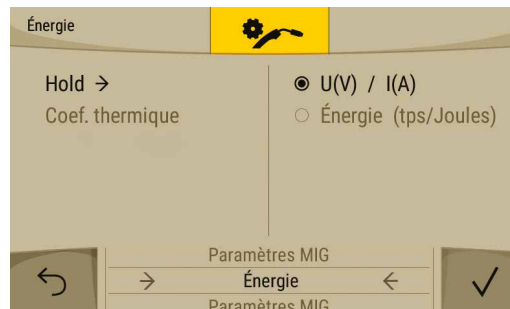 Énergie
Hold →
Coef. thermique
U(V) / I(A)
Énergie (tps/Joules)
Paramètres MIG
→ Énergie ←
Paramètres MIG